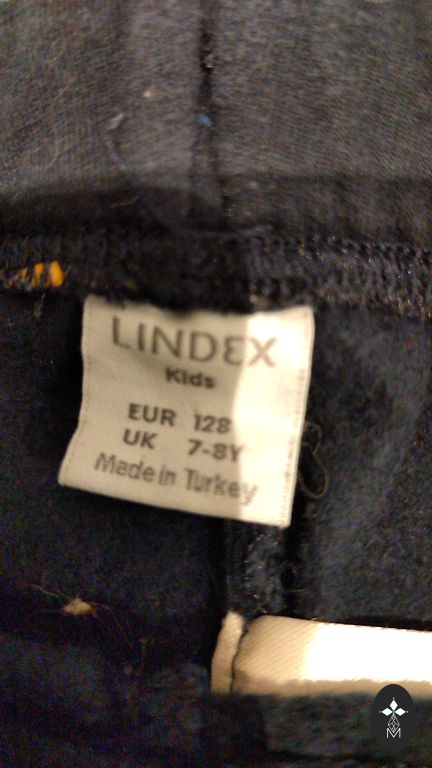 LINDEX
Kids
EUR 128
UK 7-8Y
Made in Turkey
M